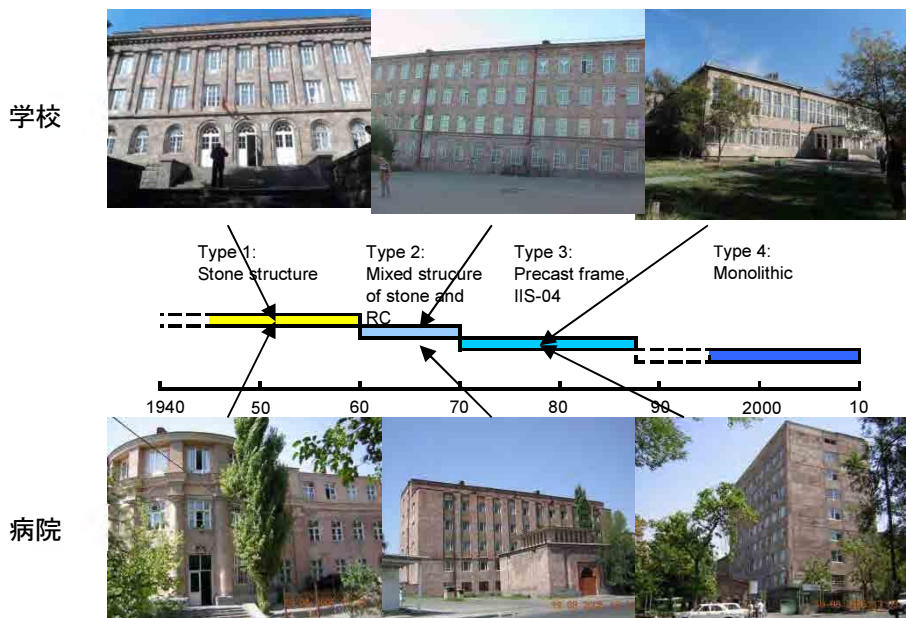 学校
Type 1:
Stone structure
Type 2:
Mixed strucure
of stone and
RC
Type 3:
Precast frame,
IIS-04
Type 4:
Monolithic
1940 50 60 70 80 90 2000 10
病院